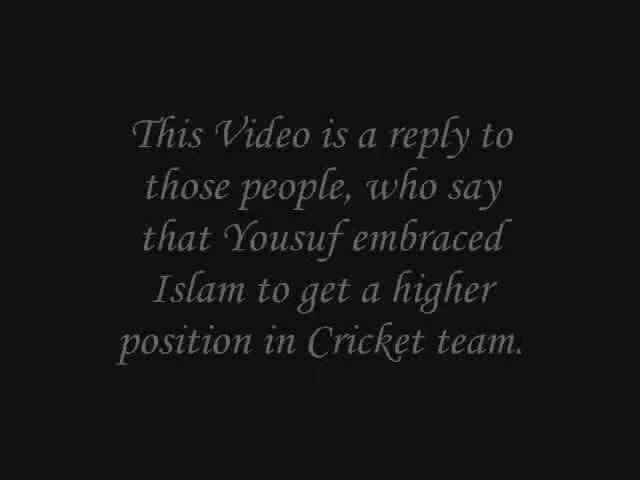 This Video is a reply to
those people, who say
that Yousuf embraced
Islam to get a higher
position in Cricket team.